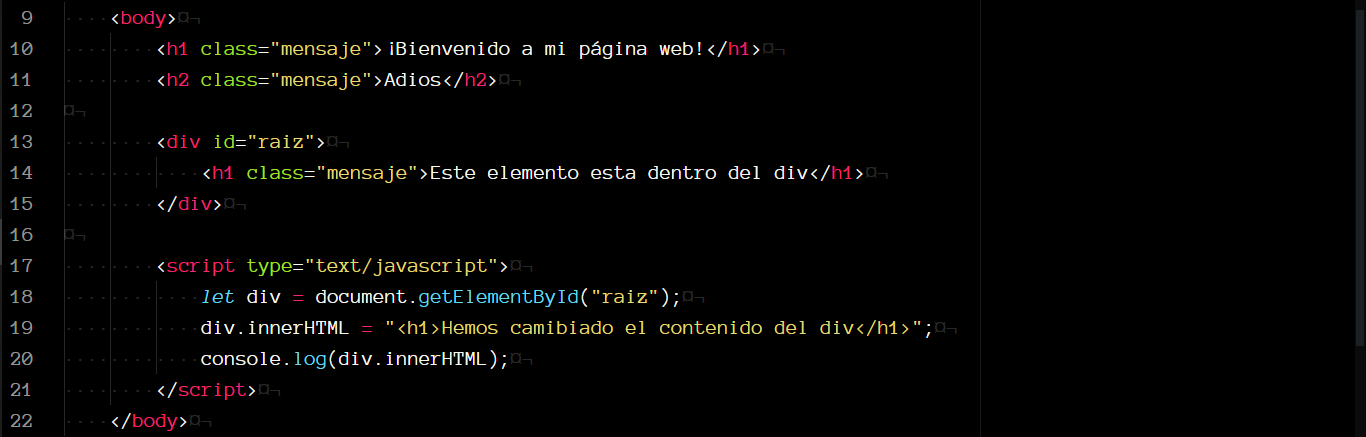 9 <body>
10 <h1 class="mensaje">¡Bienvenido a mi página web!</h1>
11 <h2 class="mensaje">Adios</h2>
12
13 <div id="raiz">
14 <h1 class="mensaje">Este elemento esta dentro del div</h1>
15 </div>
16
17 <script type="text/javascript">
18 let div = document.getElementById("raiz");
19 div.innerHTML = "<h1>Hemos camibiado el contenido del div</h1>";
20 console.log(div.innerHTML);
21 </script>
22 </body>